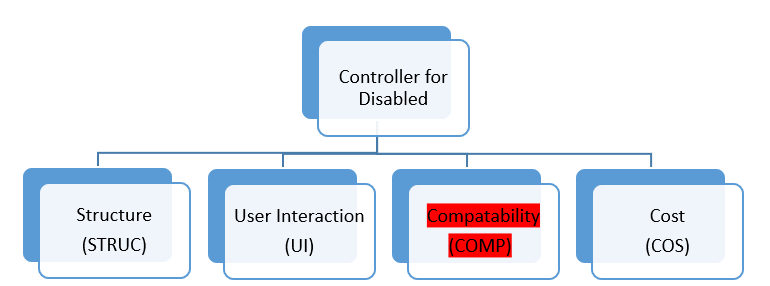 Controller for
Disabled
Structure
(STRUC)
User Interaction
(UI)
Compatability
(COMP)
Cost
(COS)